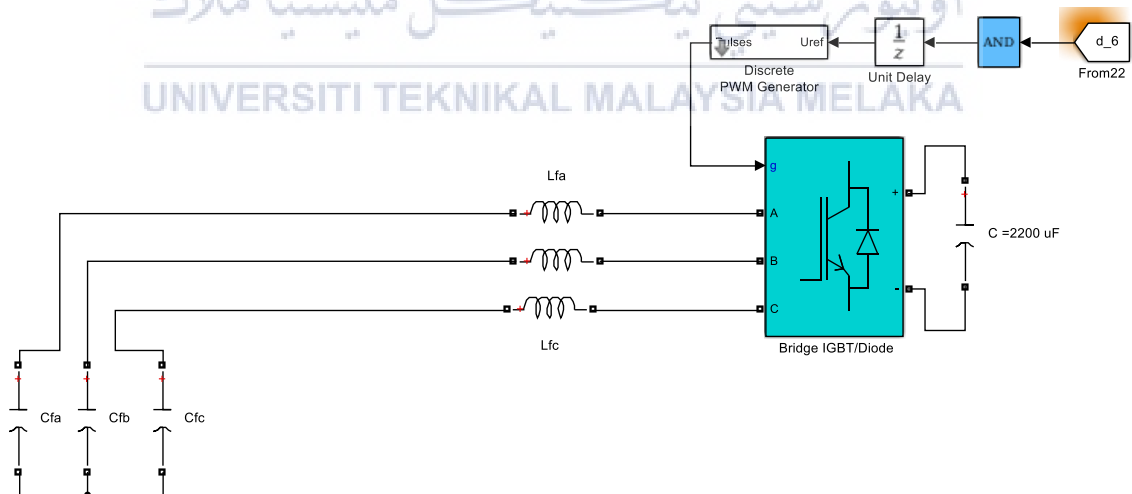 Pulses
Uref
1
z
AND
d_6
Discrete
PWM Generator
Unit Delay
From22
UNIVERSITI TEKNIKAL MALAYSIA MELAKA
g
Lfa
A
+
C =2200 uF
B
-
C
Lfc
Bridge IGBT/Diode
Cfa
Cfb
Cfc